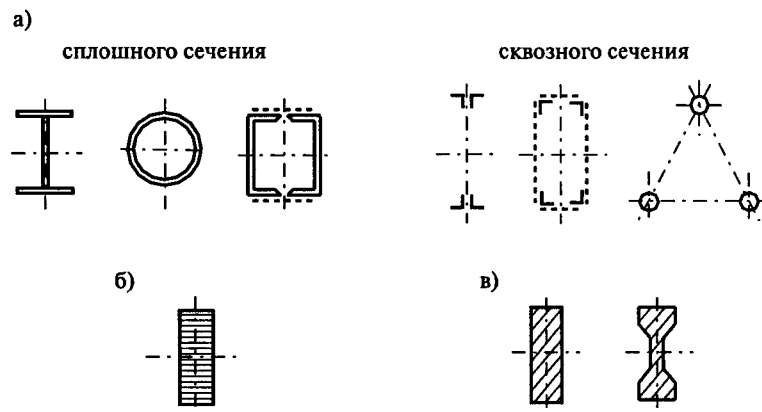 а)
сплошного сечения
сквозного сечения
б)
в)